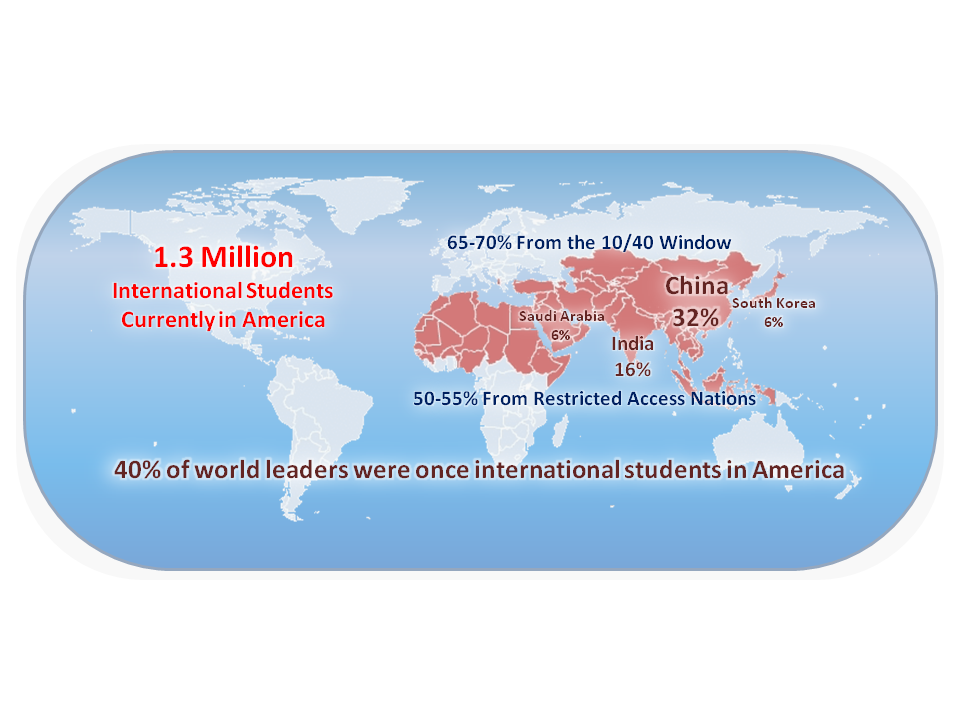 65-70% From the 10/40 Window
1.3 Million
International Students
Currently in America
China
32%
South Korea
6%
Saudi Arabia
6%
India
16%
50-55% From Restricted Access Nations
40% of world leaders were once international students in America